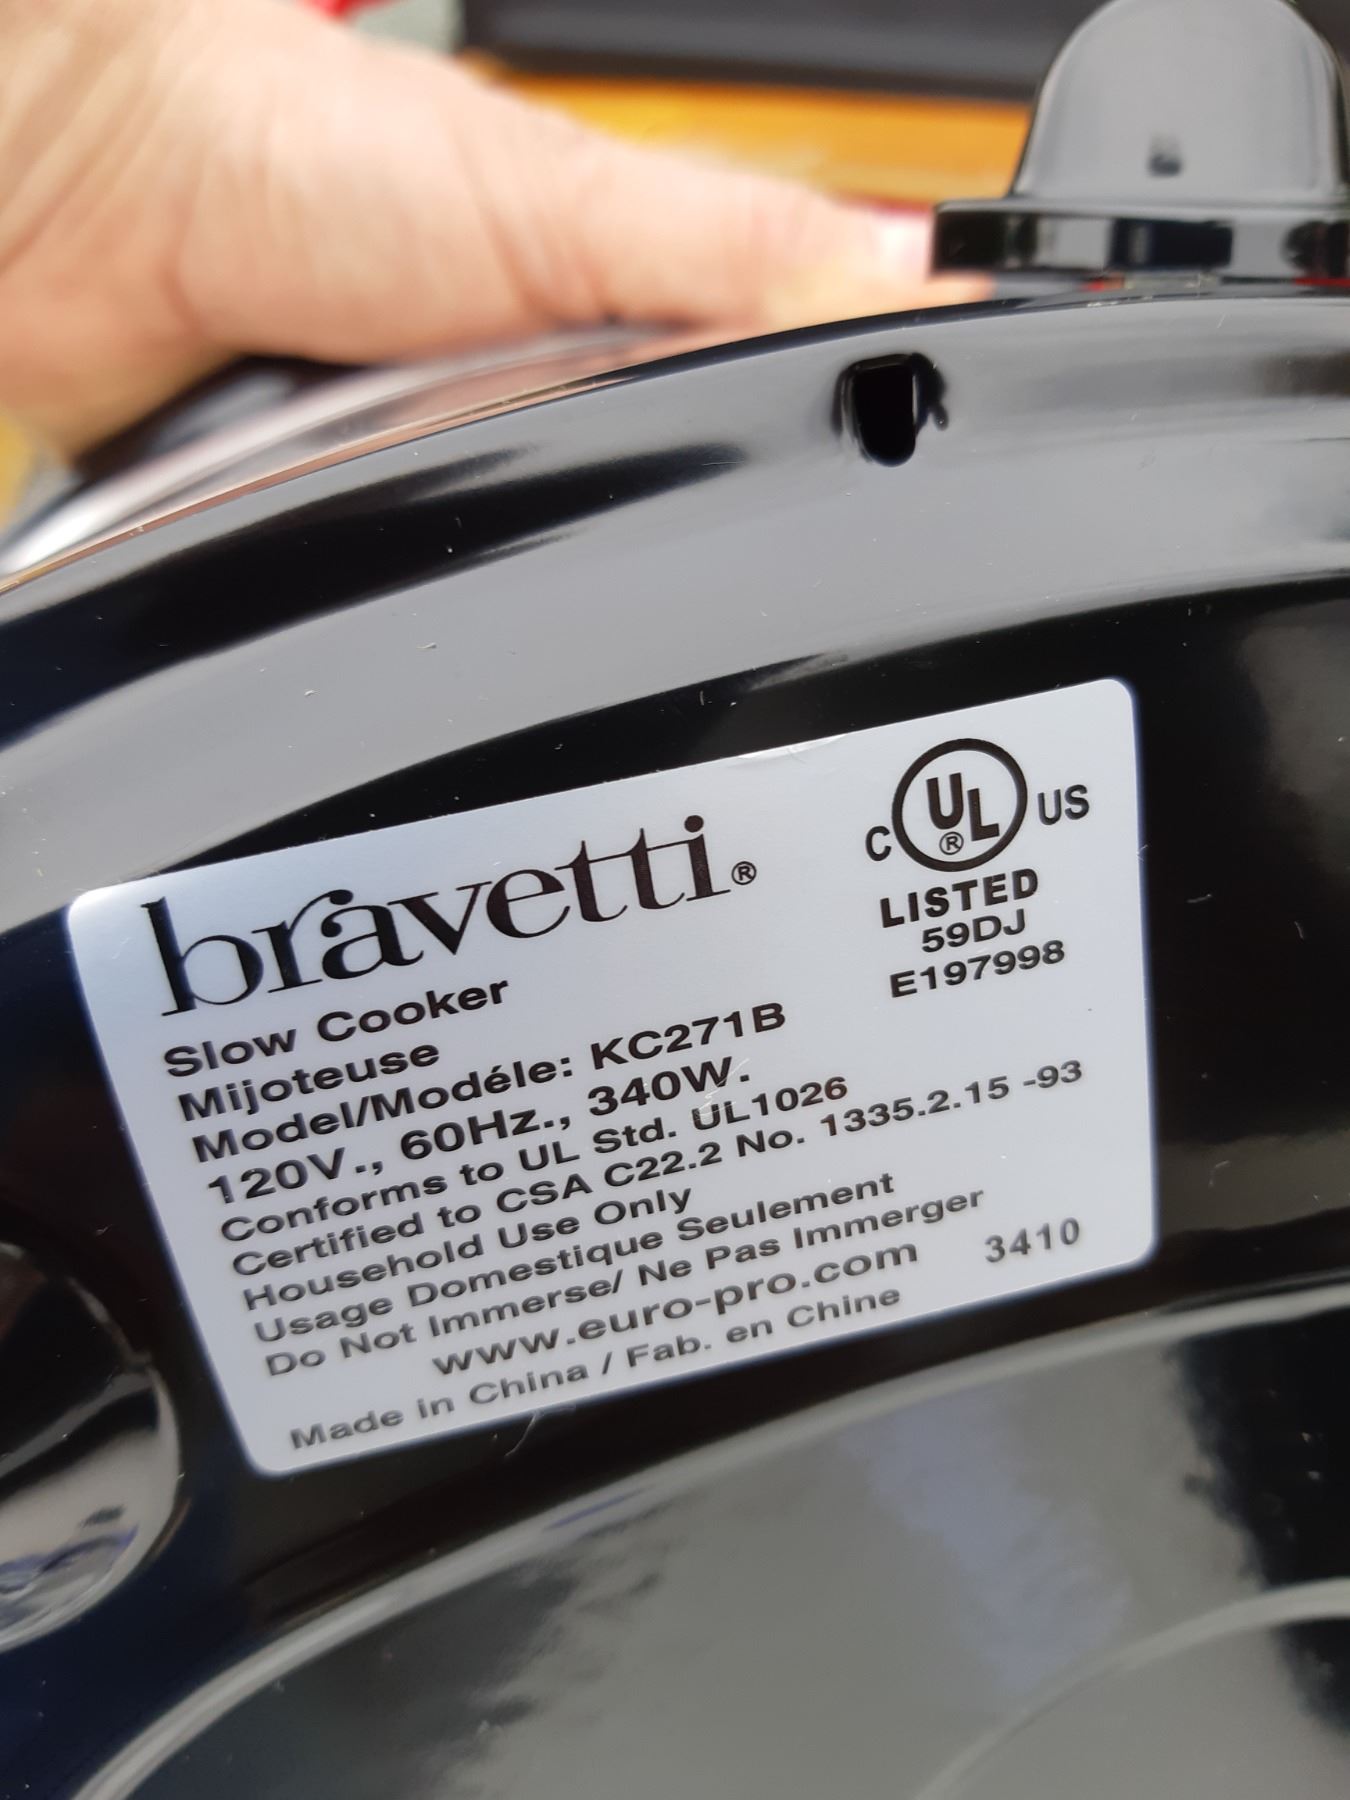 bravetti®
C UL® US
LISTED
59DJ
E197998
Slow Cooker
Mijoteuse
Model/Modéle: KC271B
120V., 60Hz., 340W.
Conforms to UL Std. UL1026
Certified to CSA C22.2 No. 1335.2.15 -93
Household Use Only
Usage Domestique Seulement
Do Not Immerse/ Ne Pas Immerger
www.euro-pro.com 3410
Made in China / Fab. en Chine